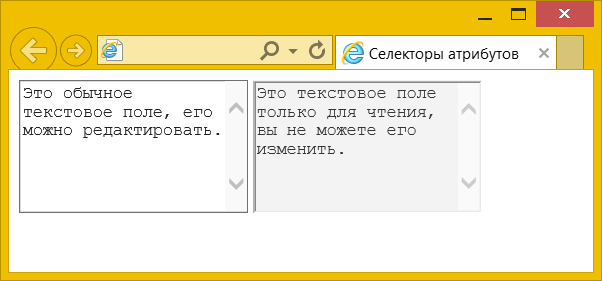 Селекторы атрибутов
Это обычное
текстовое поле, его
можно редактировать.
Это текстовое поле
только для чтения,
вы не можете его
изменить.